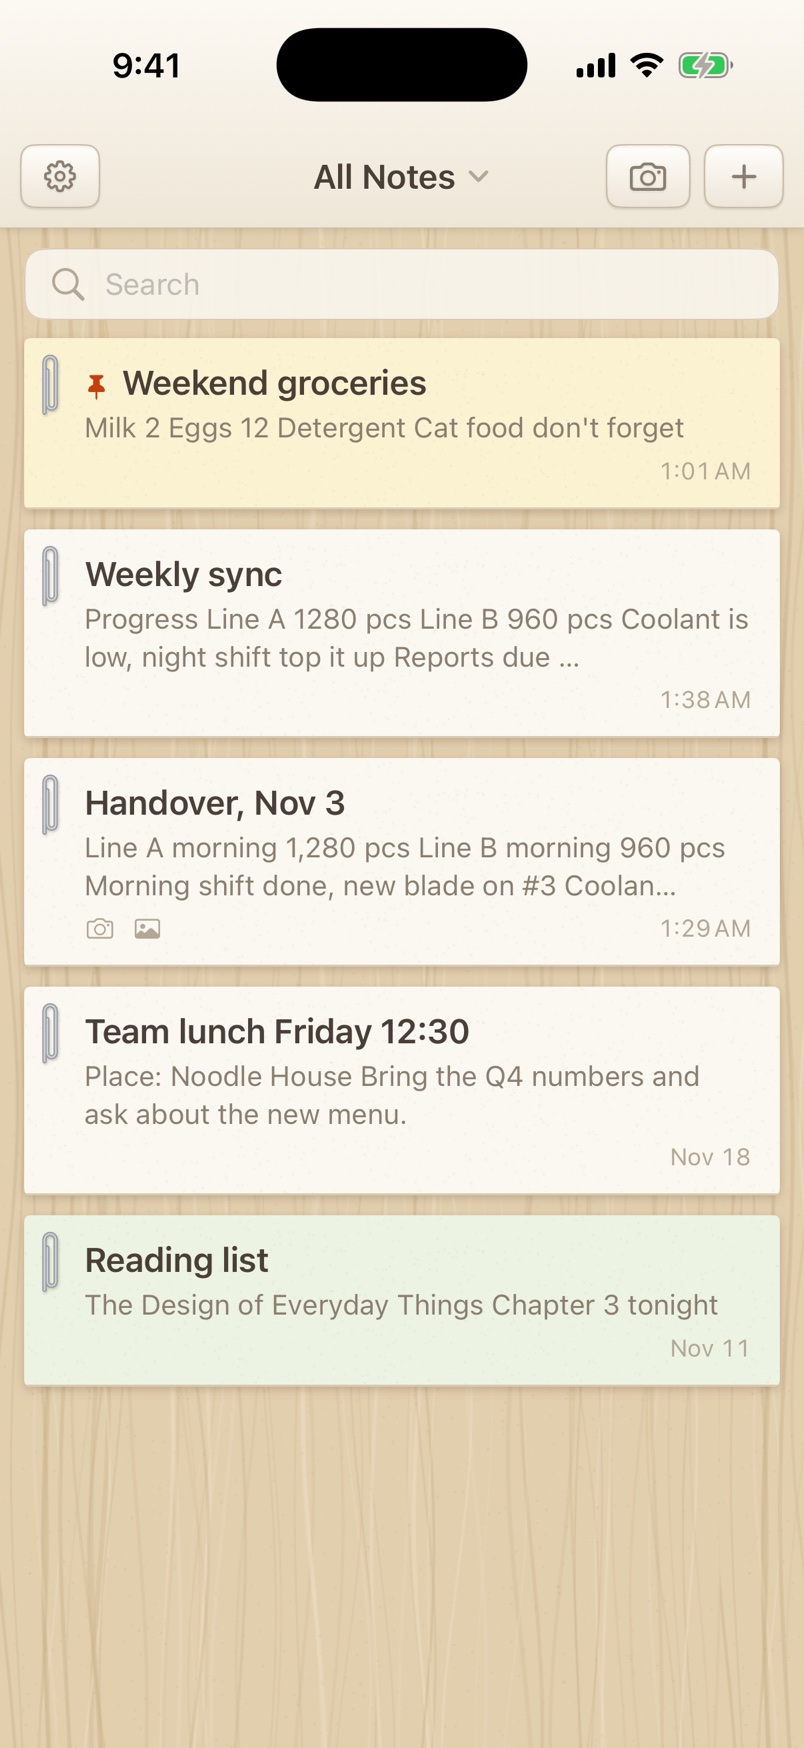 9:41
All Notes
Search
Weekend groceries
Milk 2 Eggs 12 Detergent Cat food don't forget
1:01 AM
Weekly sync
Progress Line A 1280 pcs Line B 960 pcs Coolant is
low, night shift top it up Reports due ...
1:38 AM
Handover, Nov 3
Line A morning 1,280 pcs Line B morning 960 pcs
Morning shift done, new blade on #3 Coolan...
1:29 AM
Team lunch Friday 12:30
Place: Noodle House Bring the Q4 numbers and
ask about the new menu.
Nov 18
Reading list
The Design of Everyday Things Chapter 3 tonight
Nov 11